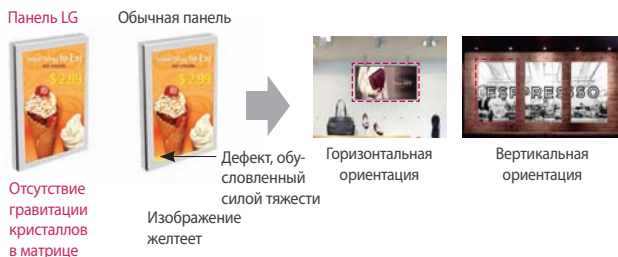 Панель LG
Обычная панель
$2.99
$2.99
ESPRESSO
Дефект, обу-
словленный
силой тяжести
Горизонтальная
ориентация
Вертикальная
ориентация
Отсутствие
гравитации
кристаллов
в матрице
Изображение
желтеет